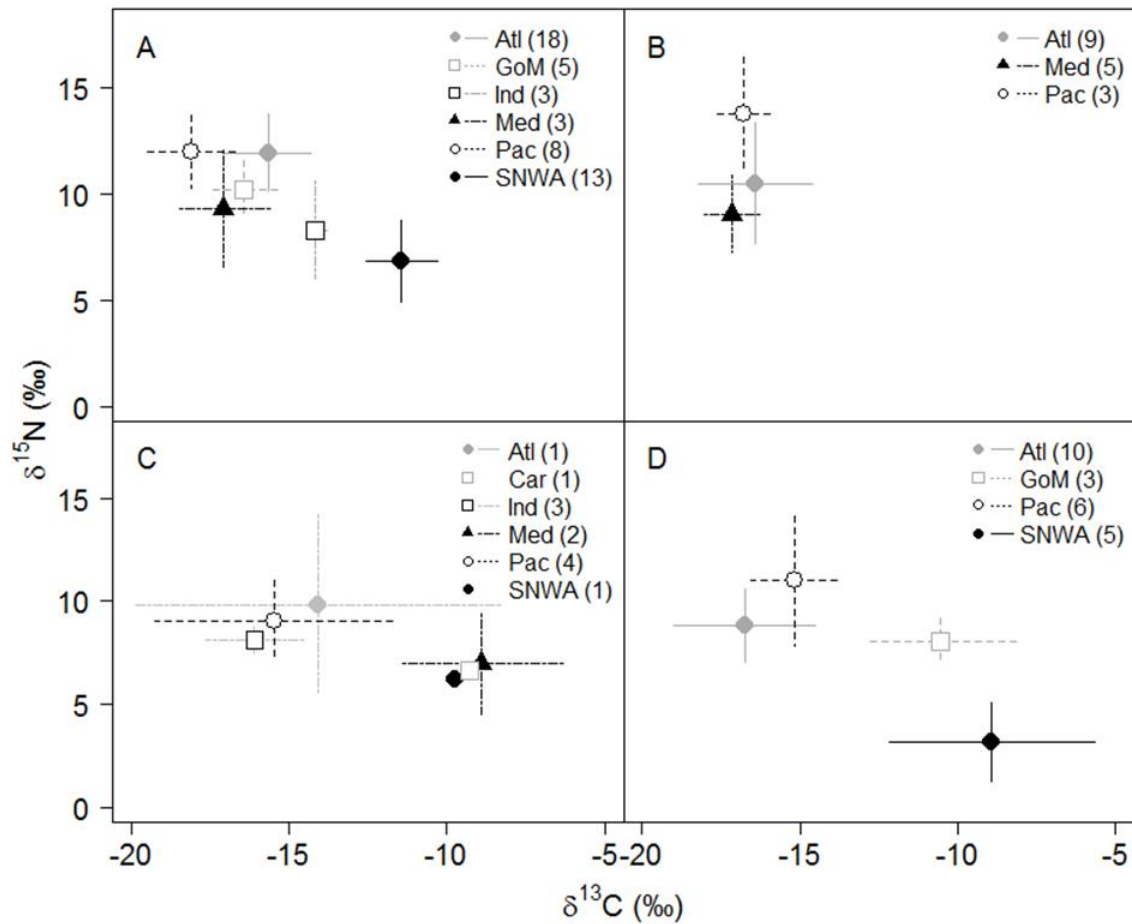 A
Atl (18)
GoM (5)
Ind (3)
Med (3)
Pac (8)
SNWA (13)
B
Atl (9)
Med (5)
Pac (3)
15
10
5
0
δ15N (‰)
C
Atl (1)
Car (1)
Ind (3)
Med (2)
Pac (4)
SNWA (1)
D
Atl (10)
GoM (3)
Pac (6)
SNWA (5)
15
10
5
0
-20 -15 -10 -5 -20 -15 -10 -5
δ13C (‰)